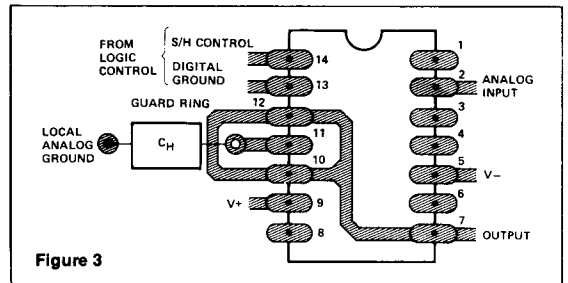 FROM
LOGIC
CONTROL
S/H CONTROL
DIGITAL
GROUND
GUARD RING
LOCAL
ANALOG
GROUND
C_H
V+
14
13
12
11
10
9
8
1
2
3
4
5
6
7
ANALOG
INPUT
V−
OUTPUT
Figure 3